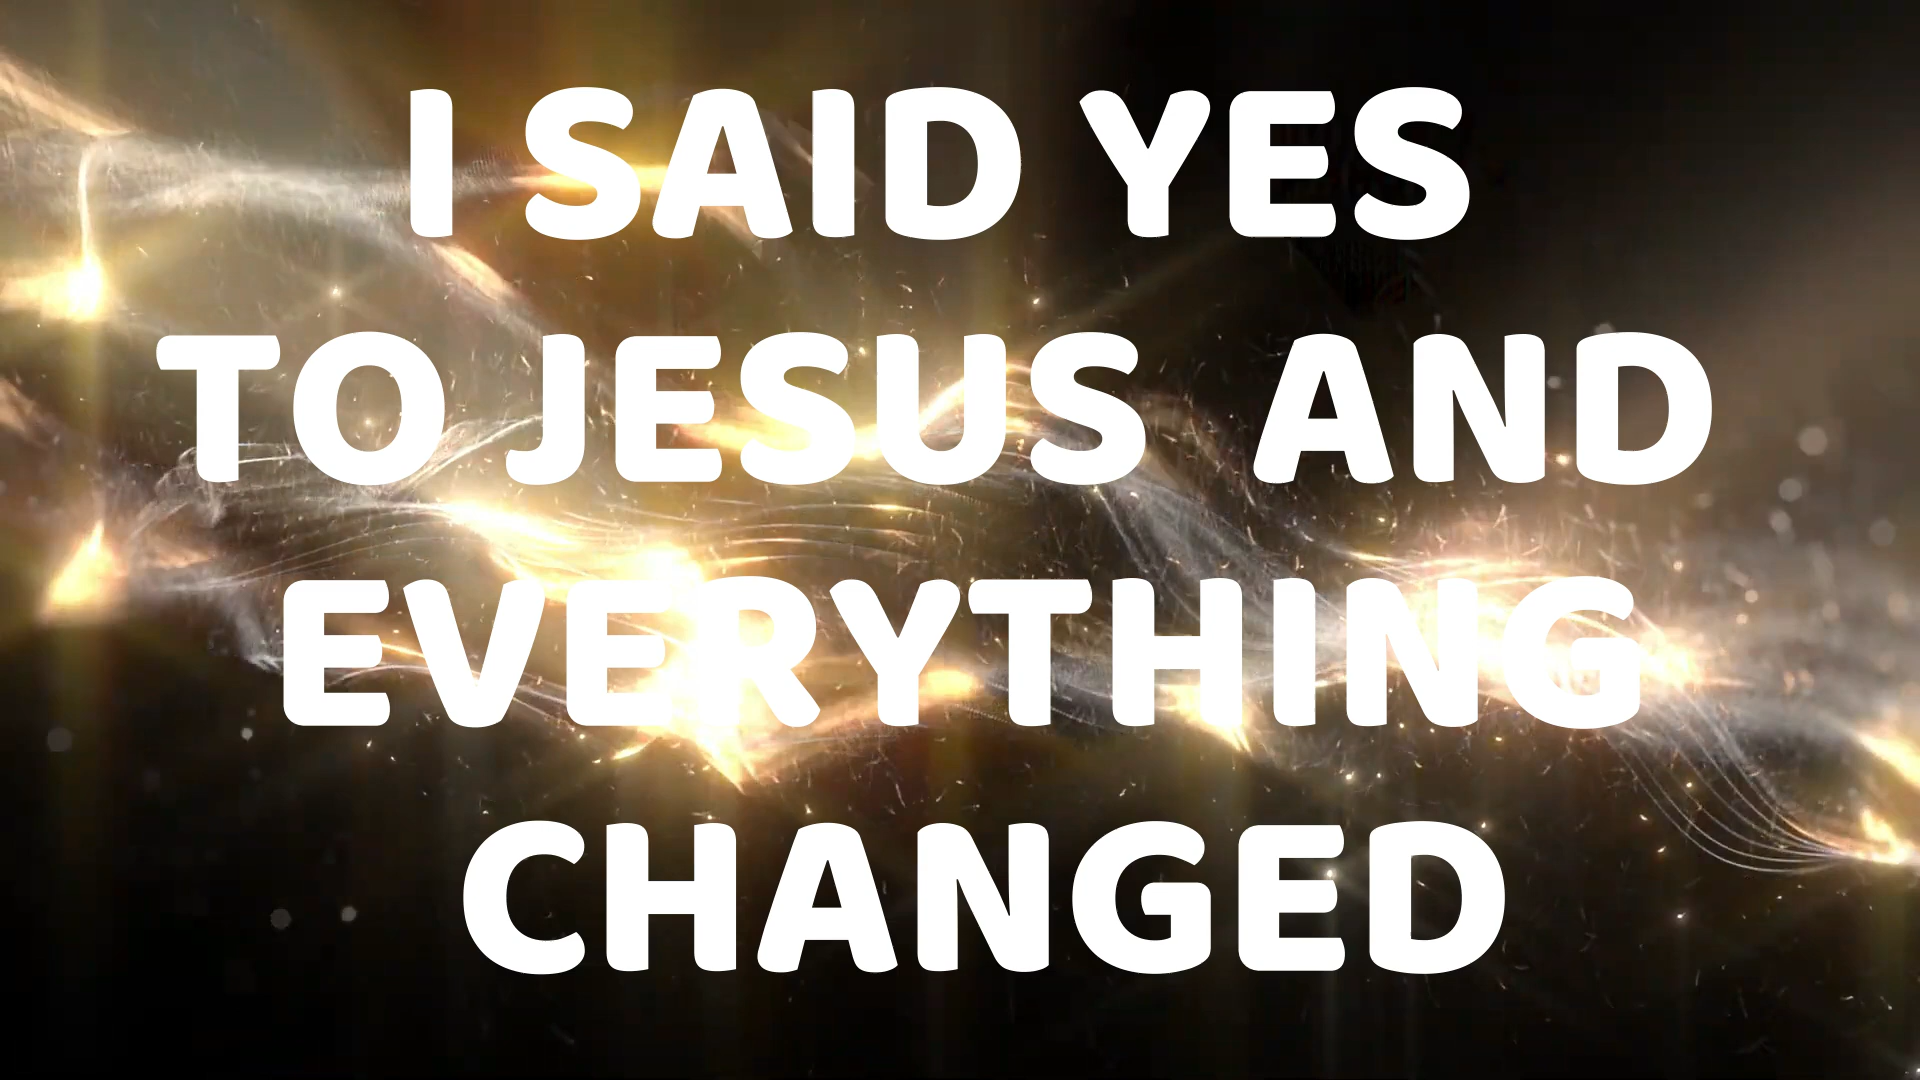 I SAID YES
TO JESUS  AND
EVERYTHING
CHANGED